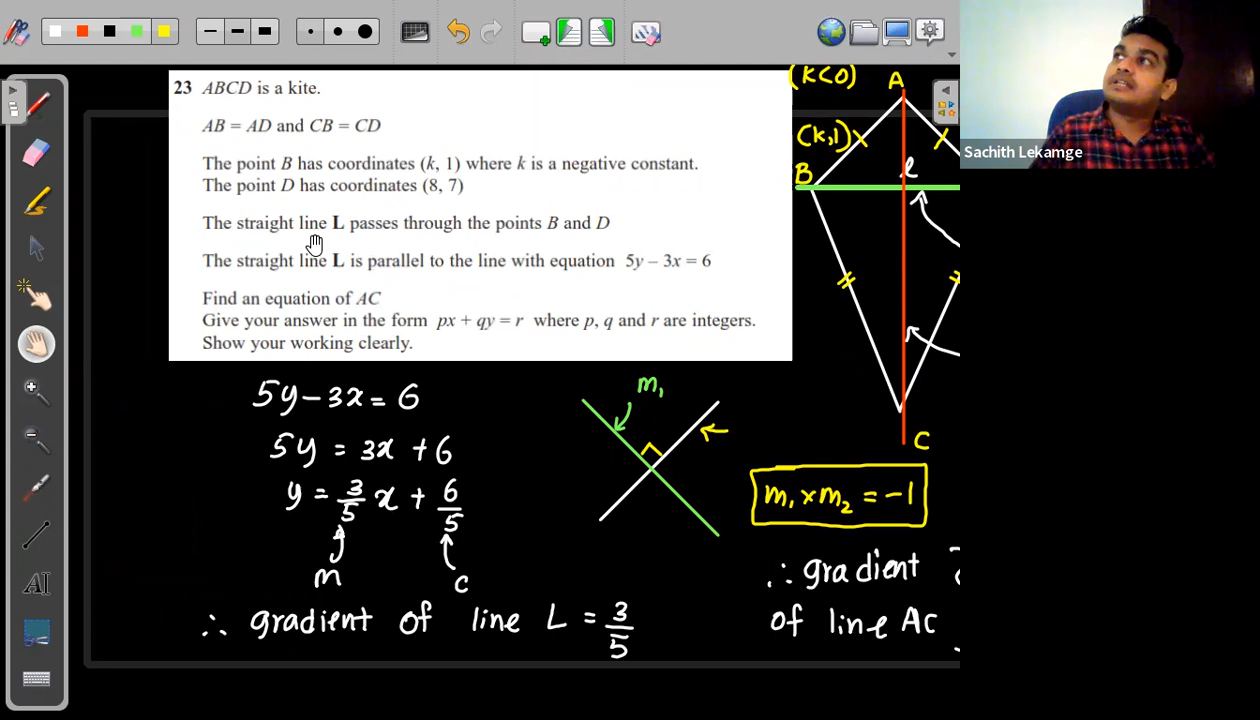 23 ABCD is a kite.
AB = AD and CB = CD
The point B has coordinates (k, 1) where k is a negative constant.
The point D has coordinates (8, 7)
The straight line L passes through the points B and D
The straight line L is parallel to the line with equation 5y – 3x = 6
Find an equation of AC
Give your answer in the form px + qy = r where p, q and r are integers.
Show your working clearly.
(k<0)
A
(k,1)
B
l
C
Sachith Lekamge
5y-3x = 6
5y = 3x + 6
y = 3/5 x + 6/5
m
c
∴ gradient of line L = 3/5
m₁
m₁ × m₂ = -1
∴ gradient
of line AC
AI